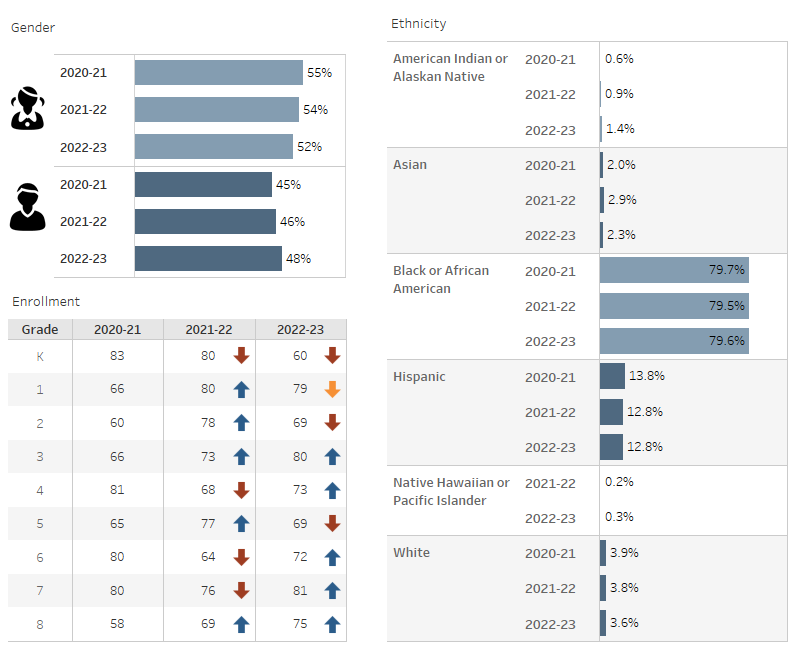 Gender
2020-21 55%
2021-22 54%
2022-23 52%
2020-21 45%
2021-22 46%
2022-23 48%
Enrollment
Grade 2020-21 2021-22 2022-23
K 83 80 60
1 66 80 79
2 60 78 69
3 66 73 80
4 81 68 73
5 65 77 69
6 80 64 72
7 80 76 81
8 58 69 75
Ethnicity
American Indian or 2020-21 0.6%
Alaskan Native
2021-22 0.9%
2022-23 1.4%
Asian 2020-21 2.0%
2021-22 2.9%
2022-23 2.3%
Black or African 2020-21 79.7%
American
2021-22 79.5%
2022-23 79.6%
Hispanic 2020-21 13.8%
2021-22 12.8%
2022-23 12.8%
Native Hawaiian or 2021-22 0.2%
Pacific Islander
2022-23 0.3%
White 2020-21 3.9%
2021-22 3.8%
2022-23 3.6%